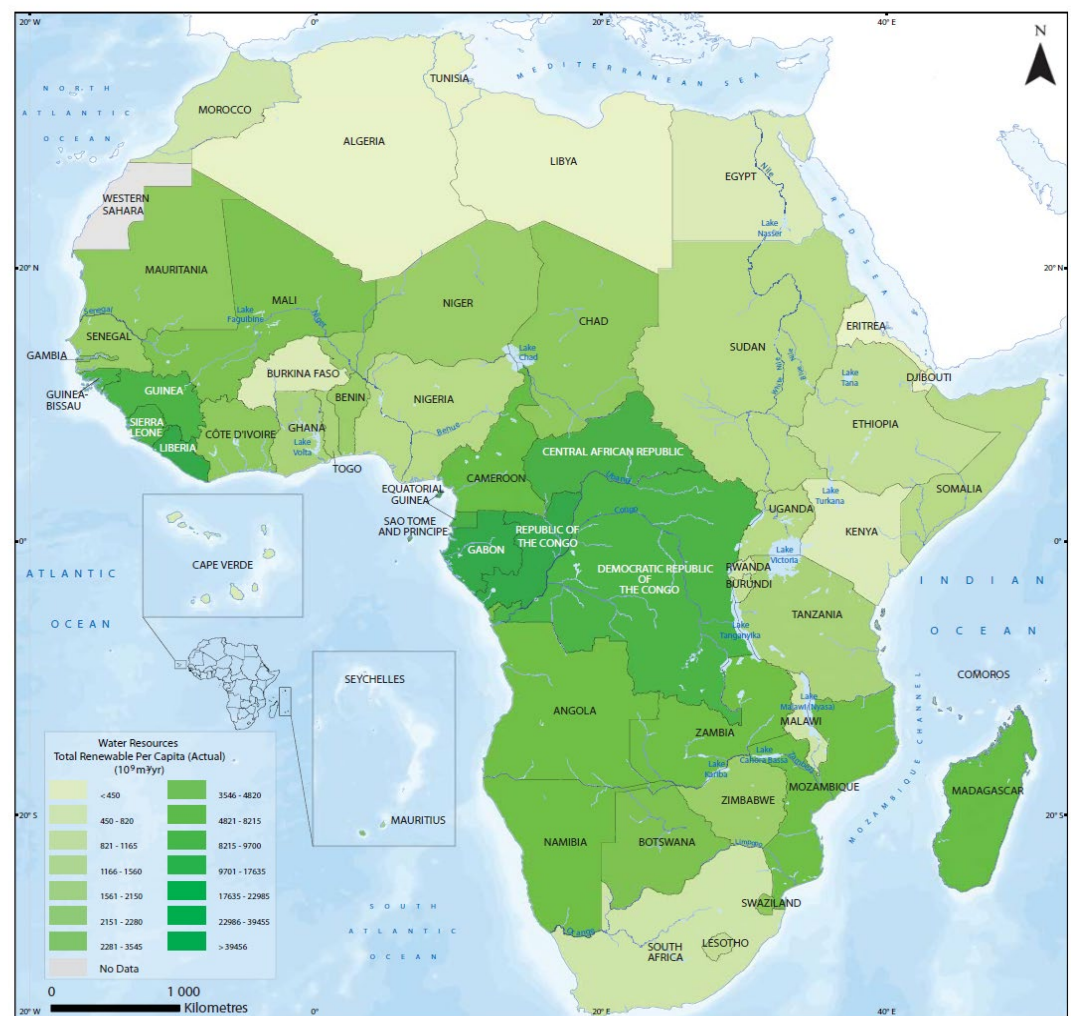 20° W
0°
20° E
40° E
N
MEDITERRANEAN SEA
NORTH
ATLANTIC
OCEAN
TUNISIA
MOROCCO
ALGERIA
LIBYA
EGYPT
Nile
WESTERN
SAHARA
Lake
Nasser
RED SEA
20° N
20° N
MAURITANIA
MALI
NIGER
CHAD
SUDAN
ERITREA
Senegal
Lake
Faguibine
Niger
SENEGAL
GAMBIA
Lake
Chad
BURKINA FASO
White Nile
Blue Nile
Lake
Tana
DJIBOUTI
GUINEA-
BISSAU
GUINEA
BENIN
NIGERIA
SIERRA
LEONE
CÔTE D'IVOIRE
GHANA
Benue
ETHIOPIA
LIBERIA
Lake
Volta
CENTRAL AFRICAN REPUBLIC
TOGO
CAMEROON
EQUATORIAL
GUINEA
SOMALIA
Lake
Turkana
UGANDA
Congo
SAO TOME
AND PRINCIPE
REPUBLIC OF
THE CONGO
KENYA
0°
0°
GABON
Lake
Victoria
CAPE VERDE
DEMOCRATIC REPUBLIC
OF
THE CONGO
RWANDA
BURUNDI
ATLANTIC
OCEAN
INDIAN
OCEAN
TANZANIA
Lake
Tanganyika
SEYCHELLES
COMOROS
ANGOLA
Lake
Malawi (Nyasa)
MALAWI
ZAMBIA
Lake
Kariba
Lake
Cahora Bassa
Zambezi
MOZAMBIQUE
MOZAMBIQUE CHANNEL
MADAGASCAR
ZIMBABWE
MAURITIUS
20° S
20° S
NAMIBIA
BOTSWANA
Limpopo
SWAZILAND
Orange
SOUTH
AFRICA
LESOTHO
SOUTH
ATLANTIC
OCEAN
Water Resources
Total Renewable Per Capita (Actual)
(10⁹m³/yr)
< 450
450 - 820
821 - 1165
1166 - 1560
1561 - 2150
2151 - 2280
2281 - 3545
No Data
3546 - 4820
4821 - 8215
8215 - 9700
9701 - 17635
17635 - 22985
22986 - 39455
> 39456
0
1 000
Kilometres
20° W
0°
20° E
40° E